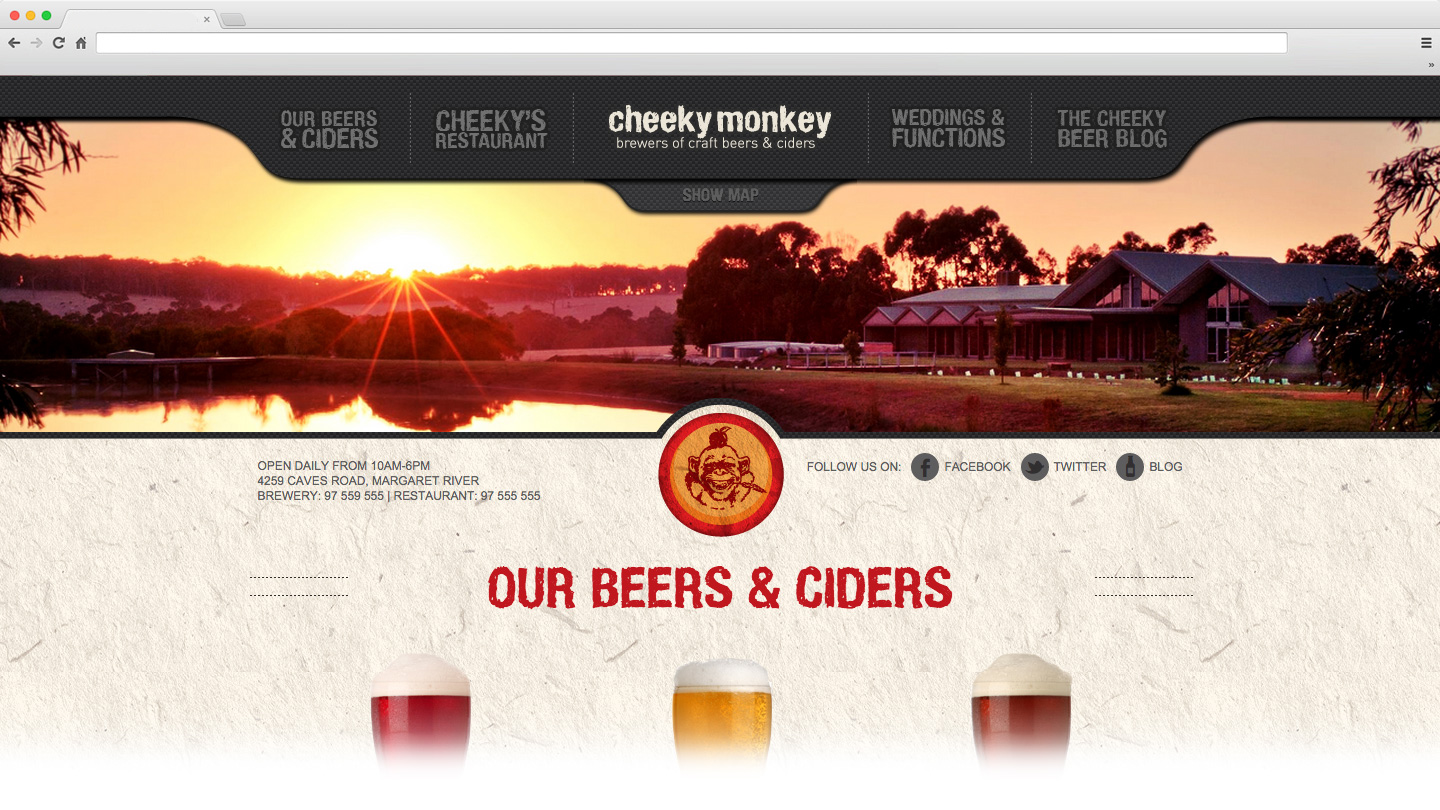 OUR BEERS
& CIDERS
CHEEKY'S
RESTAURANT
cheeky monkey
brewers of craft beers & ciders
WEDDINGS &
FUNCTIONS
THE CHEEKY
BEER BLOG
SHOW MAP
OPEN DAILY FROM 10AM-6PM
4259 CAVES ROAD, MARGARET RIVER
BREWERY: 97 559 555 | RESTAURANT: 97 555 555
FOLLOW US ON: FACEBOOK TWITTER BLOG
OUR BEERS & CIDERS